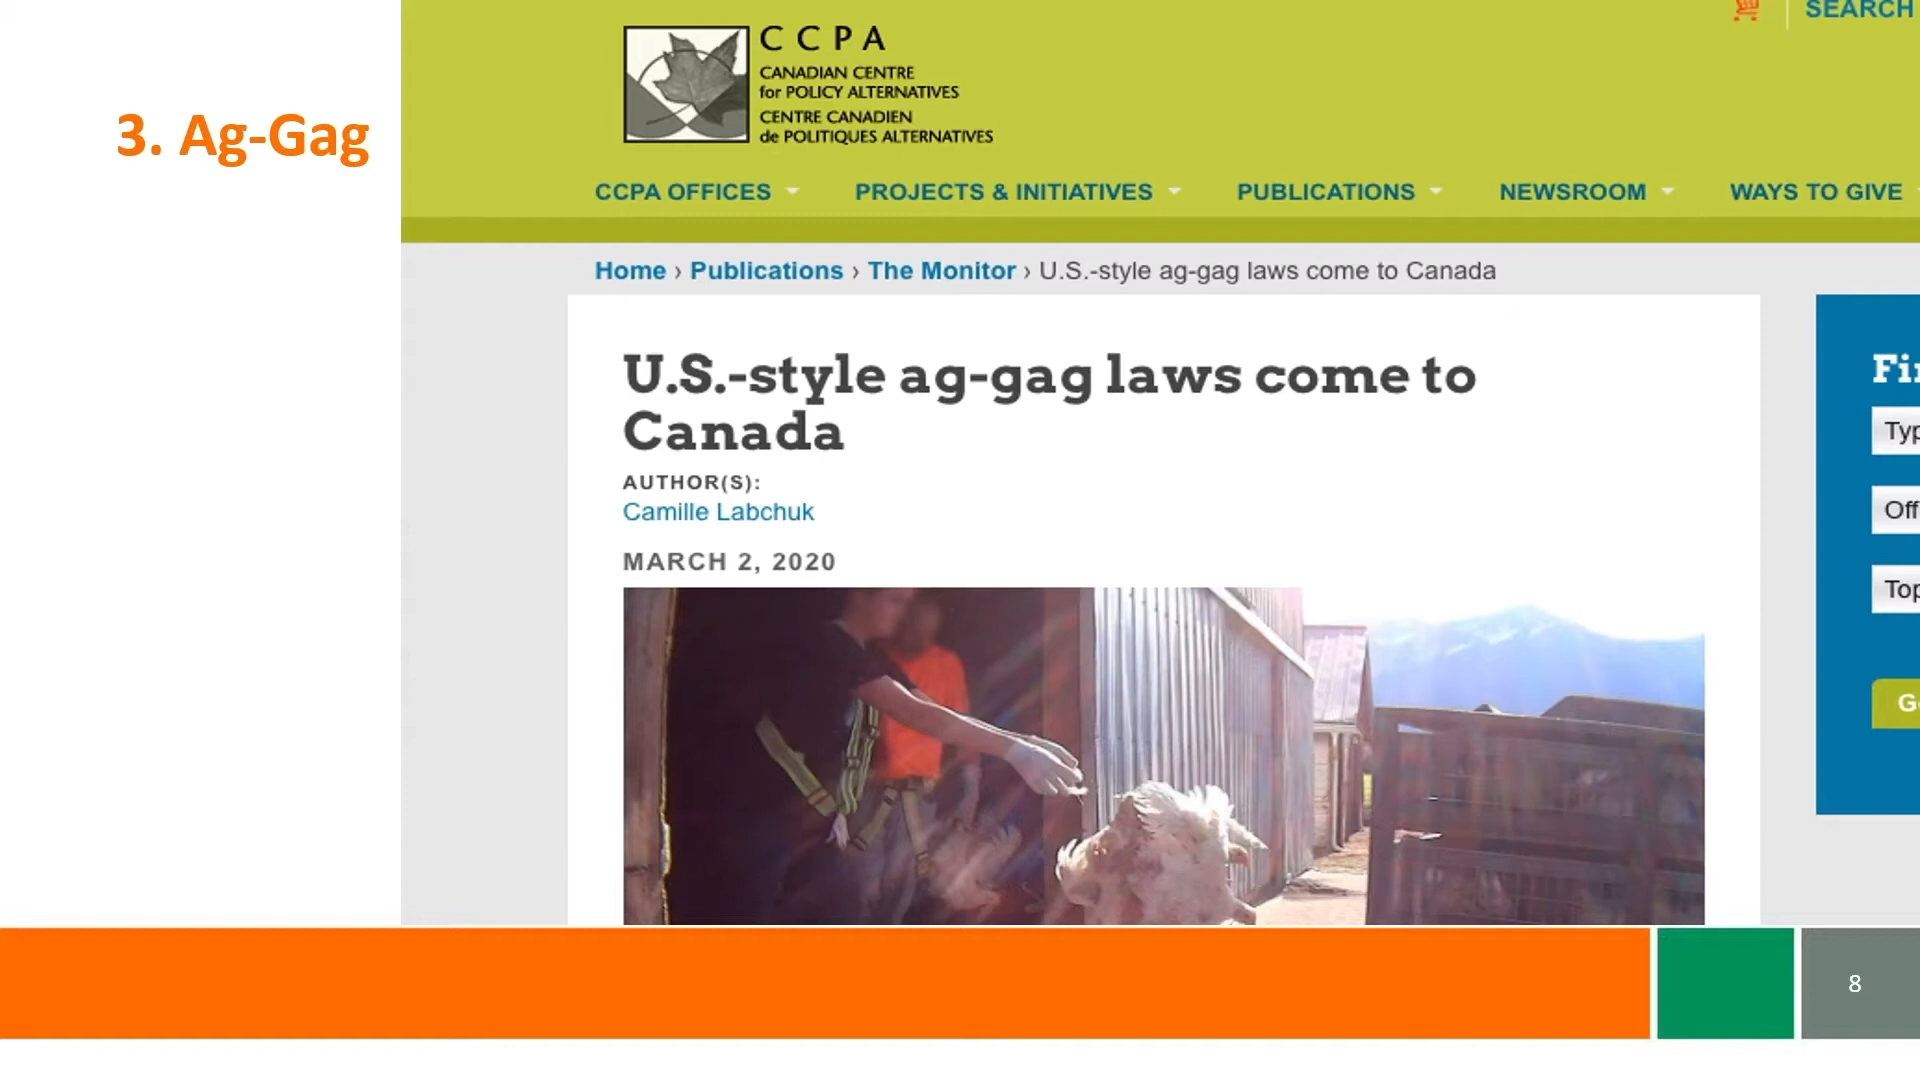 3. Ag-Gag
SEARCH
CCPA
CANADIAN CENTRE
for POLICY ALTERNATIVES
CENTRE CANADIEN
de POLITIQUES ALTERNATIVES
CCPA OFFICES PROJECTS & INITIATIVES PUBLICATIONS NEWSROOM WAYS TO GIVE
Home › Publications › The Monitor › U.S.-style ag-gag laws come to Canada
U.S.-style ag-gag laws come to
Canada
AUTHOR(S):
Camille Labchuk
MARCH 2, 2020
8